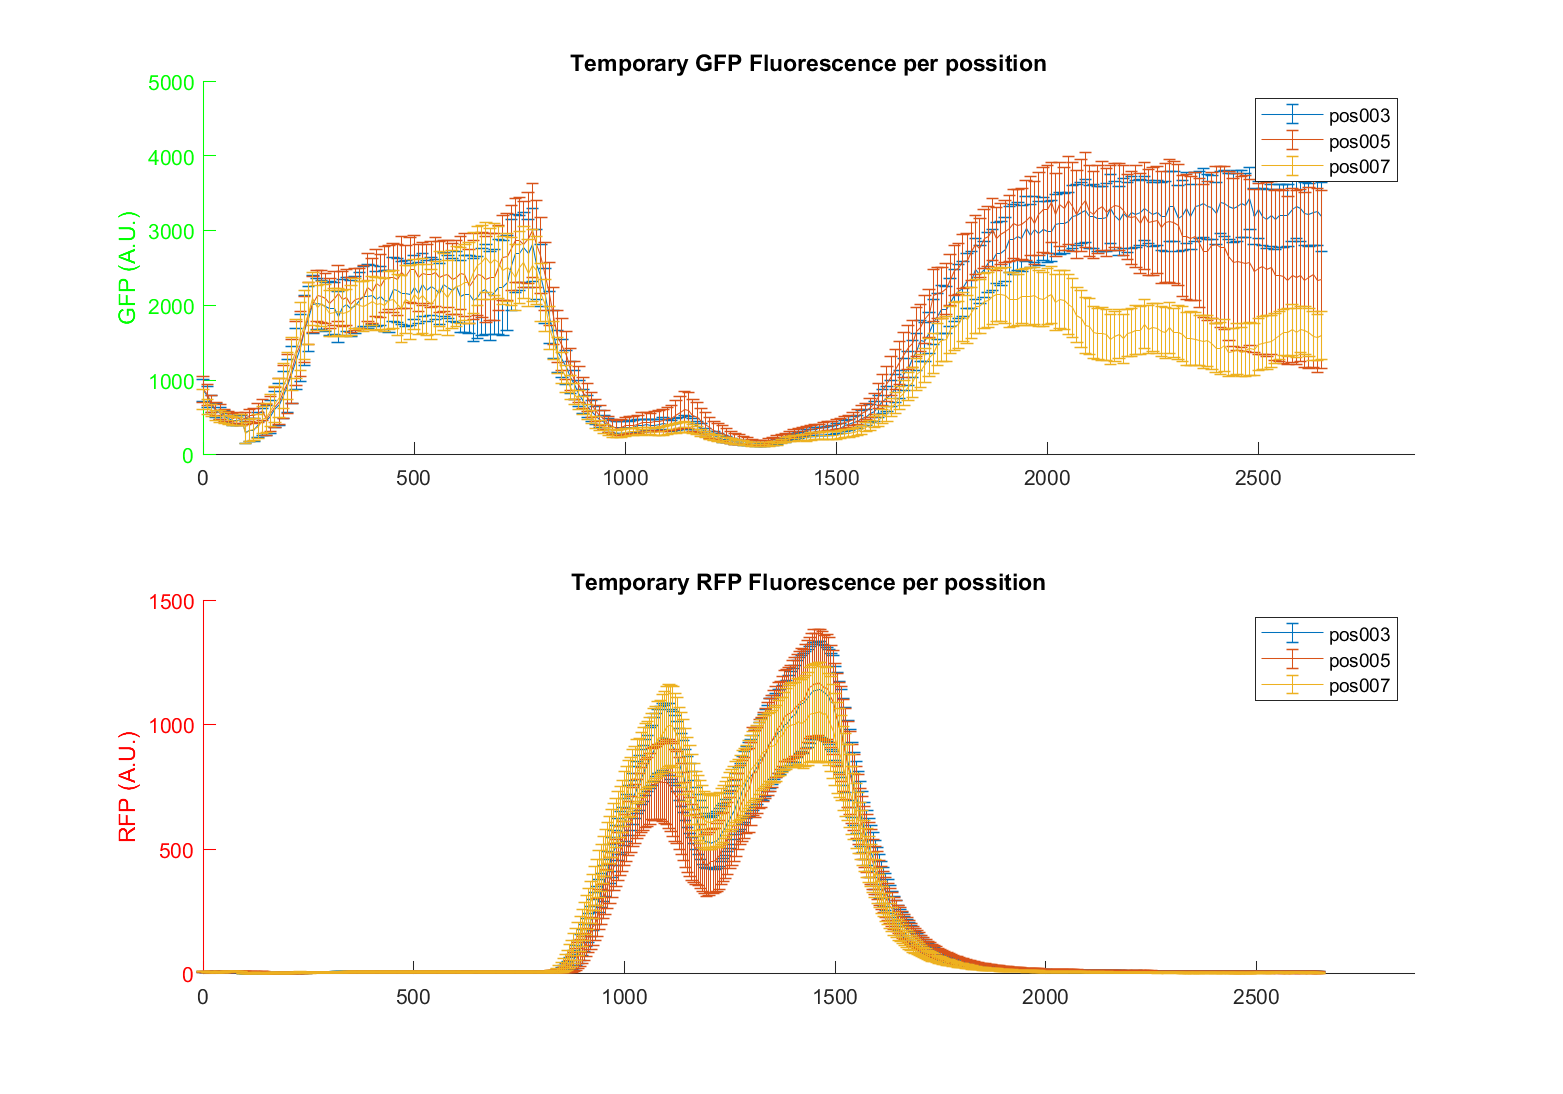 Temporary GFP Fluorescence per possition
5000
4000
3000
2000
1000
0
GFP (A.U.)
pos003
pos005
pos007
0 500 1000 1500 2000 2500
Temporary RFP Fluorescence per possition
1500
1000
500
0
RFP (A.U.)
pos003
pos005
pos007
0 500 1000 1500 2000 2500